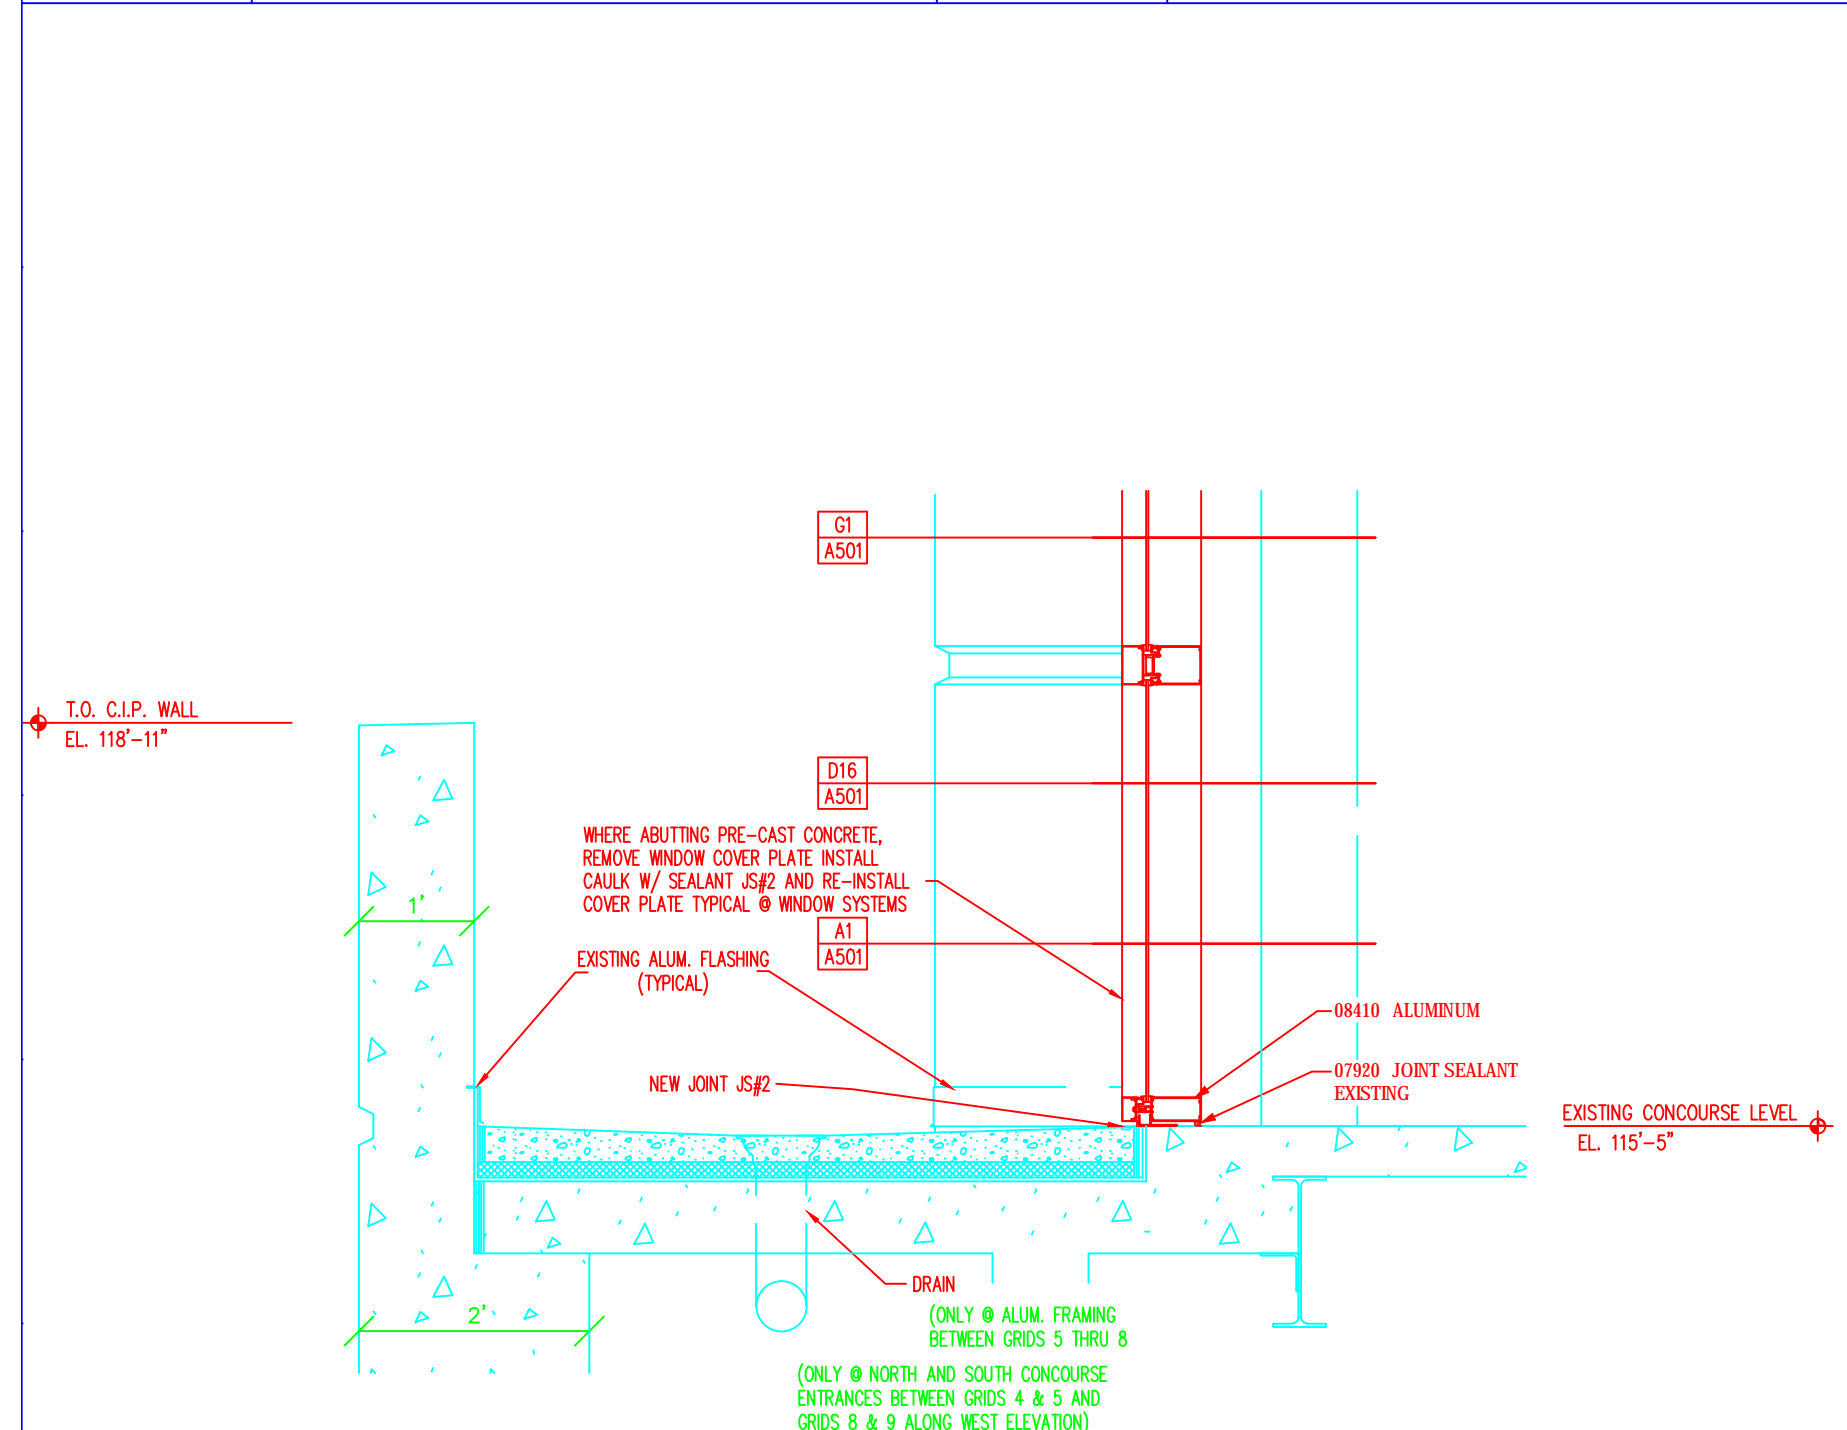 G1
A501
T.O. C.I.P. WALL
EL. 118'-11"
D16
A501
WHERE ABUTTING PRE-CAST CONCRETE,
REMOVE WINDOW COVER PLATE INSTALL
CAULK W/ SEALANT JS#2 AND RE-INSTALL
COVER PLATE TYPICAL @ WINDOW SYSTEMS
1'
A1
A501
EXISTING ALUM. FLASHING
(TYPICAL)
08410 ALUMINUM
NEW JOINT JS#2
07920 JOINT SEALANT
EXISTING
EXISTING CONCOURSE LEVEL
EL. 115'-5"
DRAIN
2'
(ONLY @ ALUM. FRAMING
BETWEEN GRIDS 5 THRU 8
(ONLY @ NORTH AND SOUTH CONCOURSE
ENTRANCES BETWEEN GRIDS 4 & 5 AND
GRIDS 8 & 9 ALONG WEST ELEVATION)